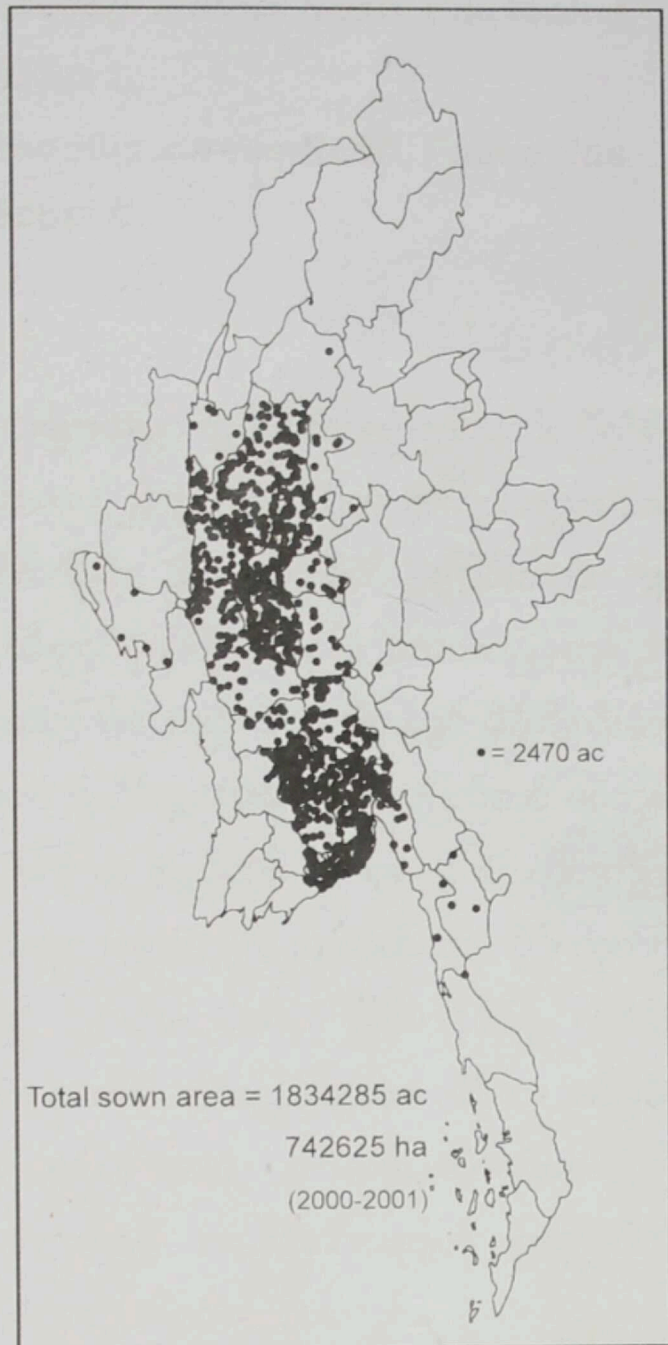 • = 2470 ac
Total sown area = 1834285 ac
742625 ha
(2000-2001)